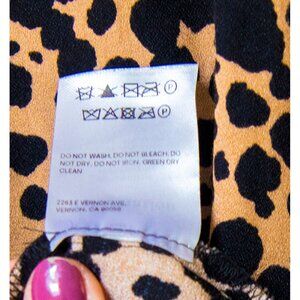 DO NOT WASH, DO NOT BLEACH, DO
NOT DRY, DO NOT IRON, GREEN DRY
CLEAN
2263 E VERNON AVE,
VERNON, CA 90058